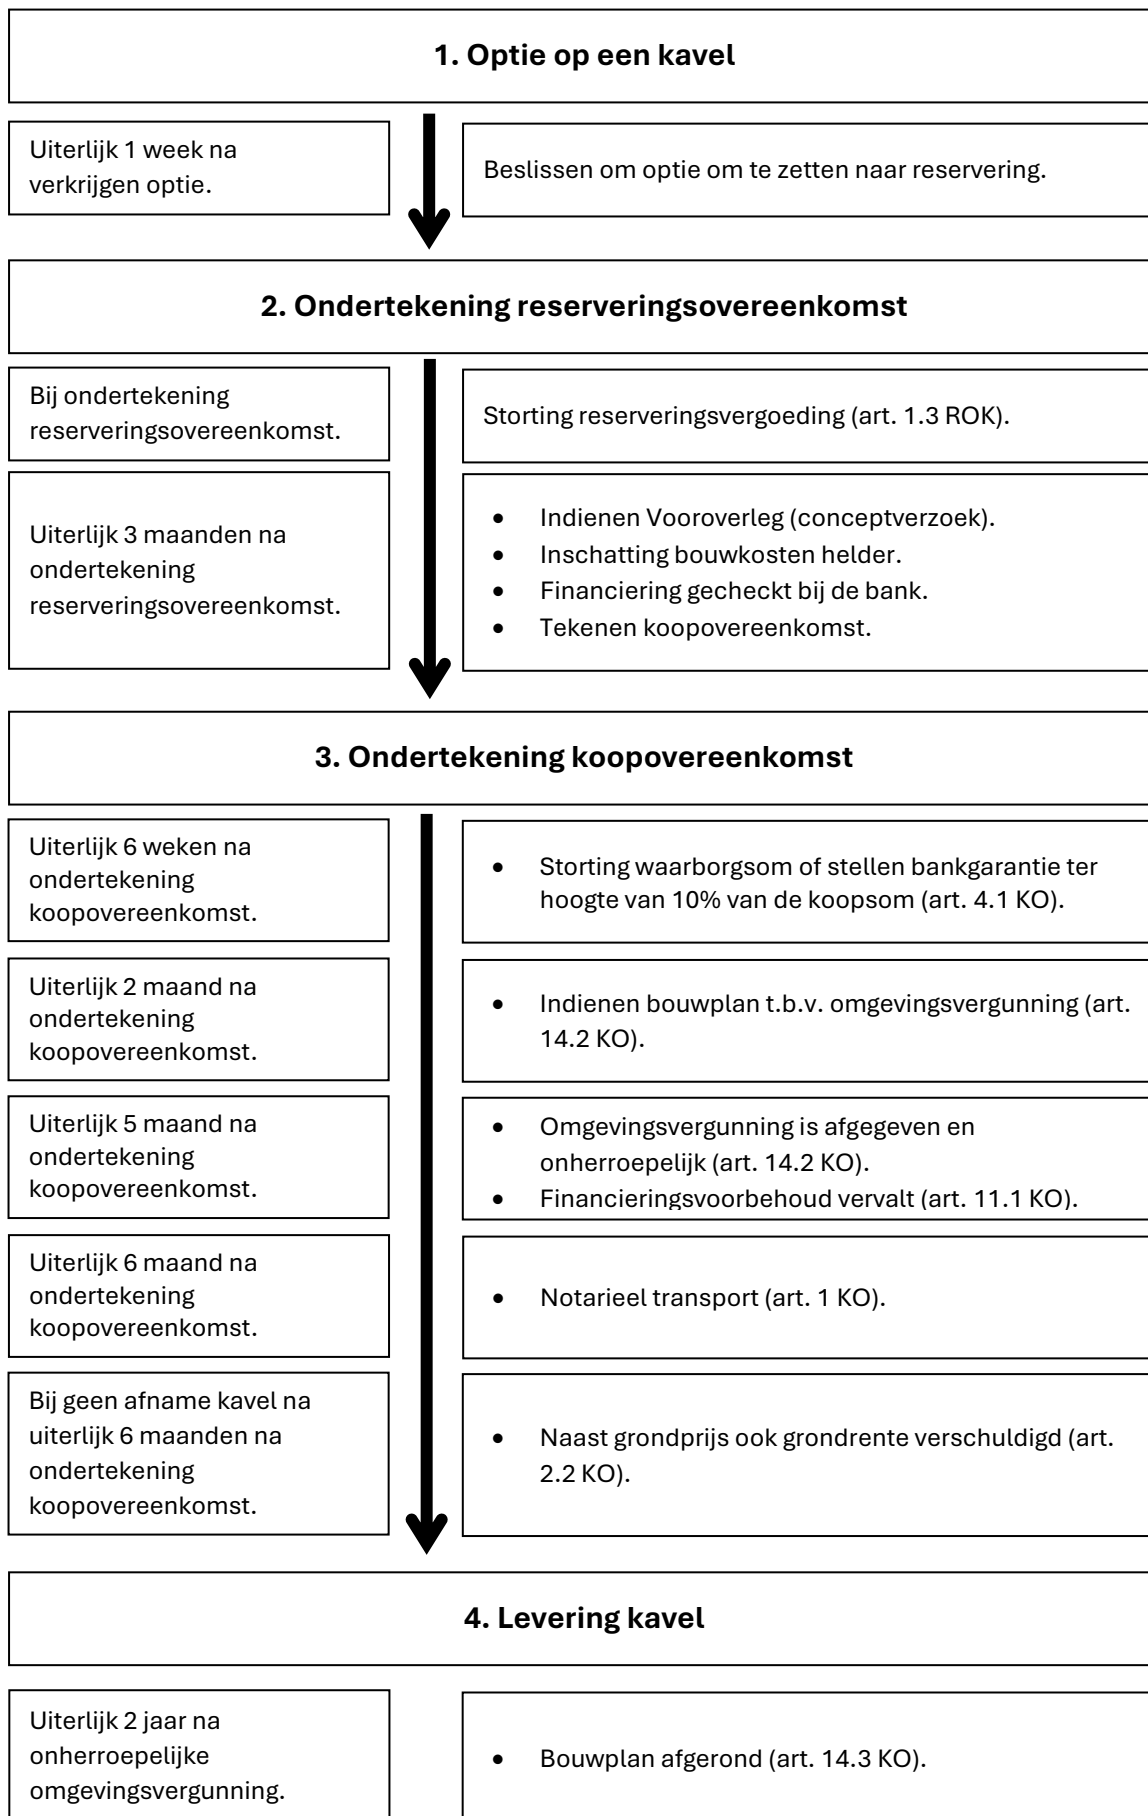 1. Optie op een kavel
Uiterlijk 1 week na
verkrijgen optie.
Beslissen om optie om te zetten naar reservering.
2. Ondertekening reserveringsovereenkomst
Bij ondertekening
reserveringsovereenkomst.
Storting reserveringsvergoeding (art. 1.3 ROK).
Uiterlijk 3 maanden na
ondertekening
reserveringsovereenkomst.
• Indienen Vooroverleg (conceptverzoek).
• Inschatting bouwkosten helder.
• Financiering gecheckt bij de bank.
• Tekenen koopovereenkomst.
3. Ondertekening koopovereenkomst
Uiterlijk 6 weken na
ondertekening
koopovereenkomst.
• Storting waarborgsom of stellen bankgarantie ter
hoogte van 10% van de koopsom (art. 4.1 KO).
Uiterlijk 2 maand na
ondertekening
koopovereenkomst.
• Indienen bouwplan t.b.v. omgevingsvergunning (art.
14.2 KO).
Uiterlijk 5 maand na
ondertekening
koopovereenkomst.
• Omgevingsvergunning is afgegeven en
onherroepelijk (art. 14.2 KO).
• Financieringsvoorbehoud vervalt (art. 11.1 KO).
Uiterlijk 6 maand na
ondertekening
koopovereenkomst.
• Notarieel transport (art. 1 KO).
Bij geen afname kavel na
uiterlijk 6 maanden na
ondertekening
koopovereenkomst.
• Naast grondprijs ook grondrente verschuldigd (art.
2.2 KO).
4. Levering kavel
Uiterlijk 2 jaar na
onherroepelijke
omgevingsvergunning.
• Bouwplan afgerond (art. 14.3 KO).